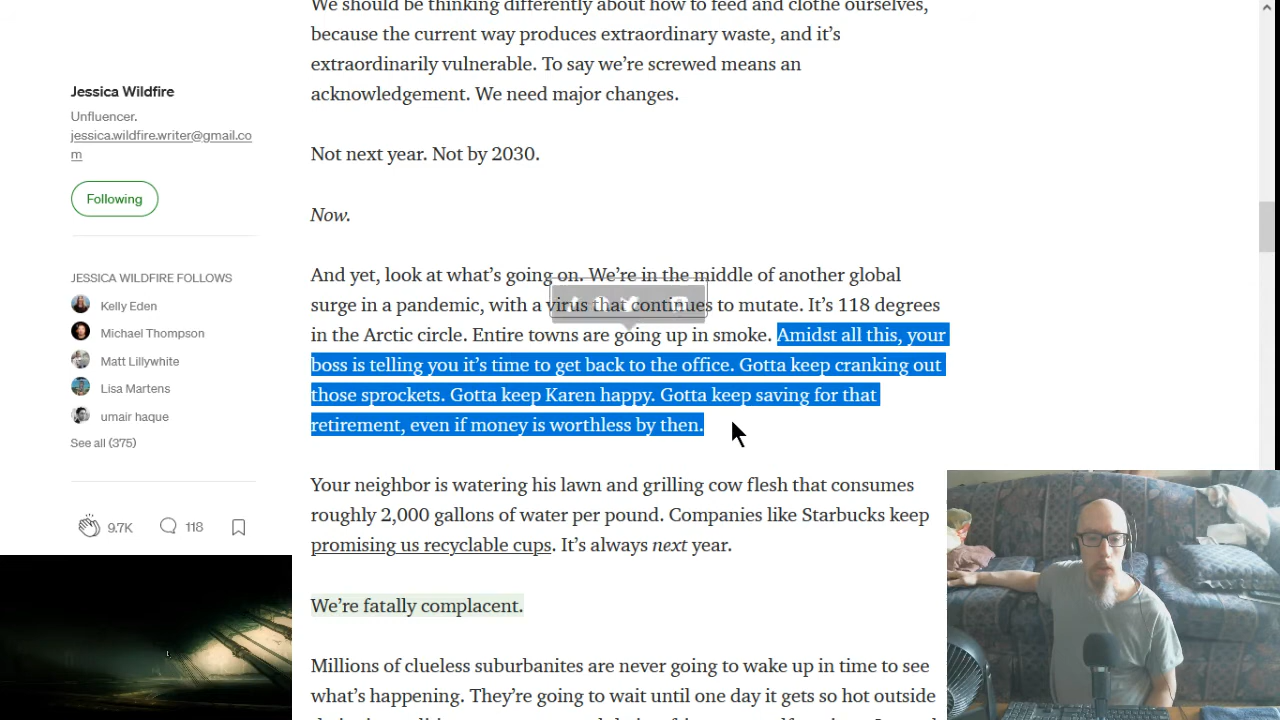 We should be thinking differently about how to feed and clothe ourselves,
because the current way produces extraordinary waste, and it's
extraordinarily vulnerable. To say we're screwed means an
acknowledgement. We need major changes.
Not next year. Not by 2030.
Now.
And yet, look at what's going on. We're in the middle of another global
surge in a pandemic, with a virus that continues to mutate. It's 118 degrees
in the Arctic circle. Entire towns are going up in smoke. Amidst all this, your
boss is telling you it's time to get back to the office. Gotta keep cranking out
those sprockets. Gotta keep Karen happy. Gotta keep saving for that
retirement, even if money is worthless by then.
Your neighbor is watering his lawn and grilling cow flesh that consumes
roughly 2,000 gallons of water per pound. Companies like Starbucks keep
promising us recyclable cups. It's always next year.
We're fatally complacent.
Millions of clueless suburbanites are never going to wake up in time to see
what's happening. They're going to wait until one day it gets so hot outside
Jessica Wildfire
Unfluencer.
jessica.wildfire.writer@gmail.co
m
Following
JESSICA WILDFIRE FOLLOWS
Kelly Eden
Michael Thompson
Matt Lillywhite
Lisa Martens
umair haque
See all (375)
9.7K
118